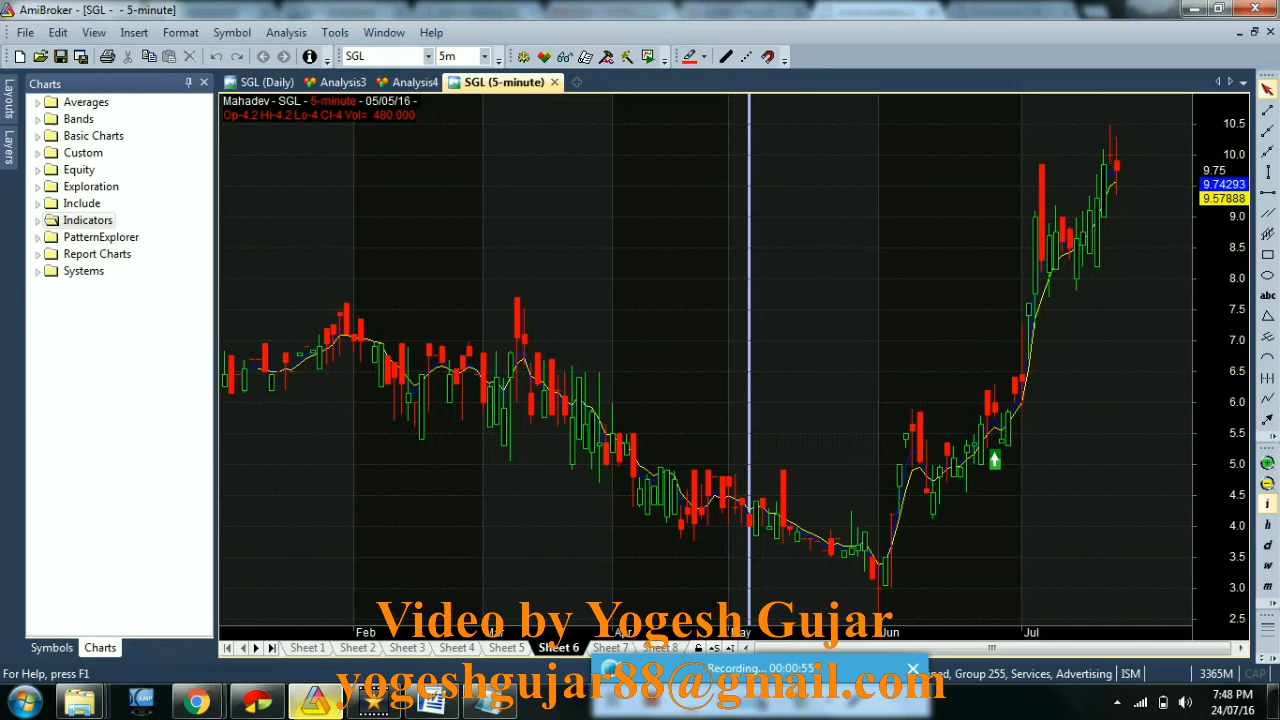 AmiBroker - [SGL - - 5-minute]
File Edit View Insert Format Symbol Analysis Tools Window Help
SGL 5m
Layouts
Layers
Charts
SGL (Daily) Analysis3 Analysis4 SGL (5-minute)
Averages
Bands
Basic Charts
Custom
Equity
Exploration
Include
Indicators
PatternExplorer
Report Charts
Systems
Mahadev - SGL - 5-minute - 05/05/16 -
Op-4.2 Hi-4.2 Lo-4 Cl-4 Vol= 480.000
10.5
10.0
9.75
9.74293
9.57888
9.0
8.5
8.0
7.5
7.0
6.5
6.0
5.5
5.0
4.5
4.0
3.5
3.0
2.5
abc
i
h
d
w
m
Feb Mar Apr May Jun Jul
Video by Yogesh Gujar
Symbols Charts
Sheet 1 Sheet 2 Sheet 3 Sheet 4 Sheet 5 Sheet 6 Sheet 7 Sheet 8
For Help, press F1
Recording... 00:00:55
Group 255, Services, Advertising ISM 3365M CAP
yogeshgujar88@gmail.com
7:48 PM
24/07/16